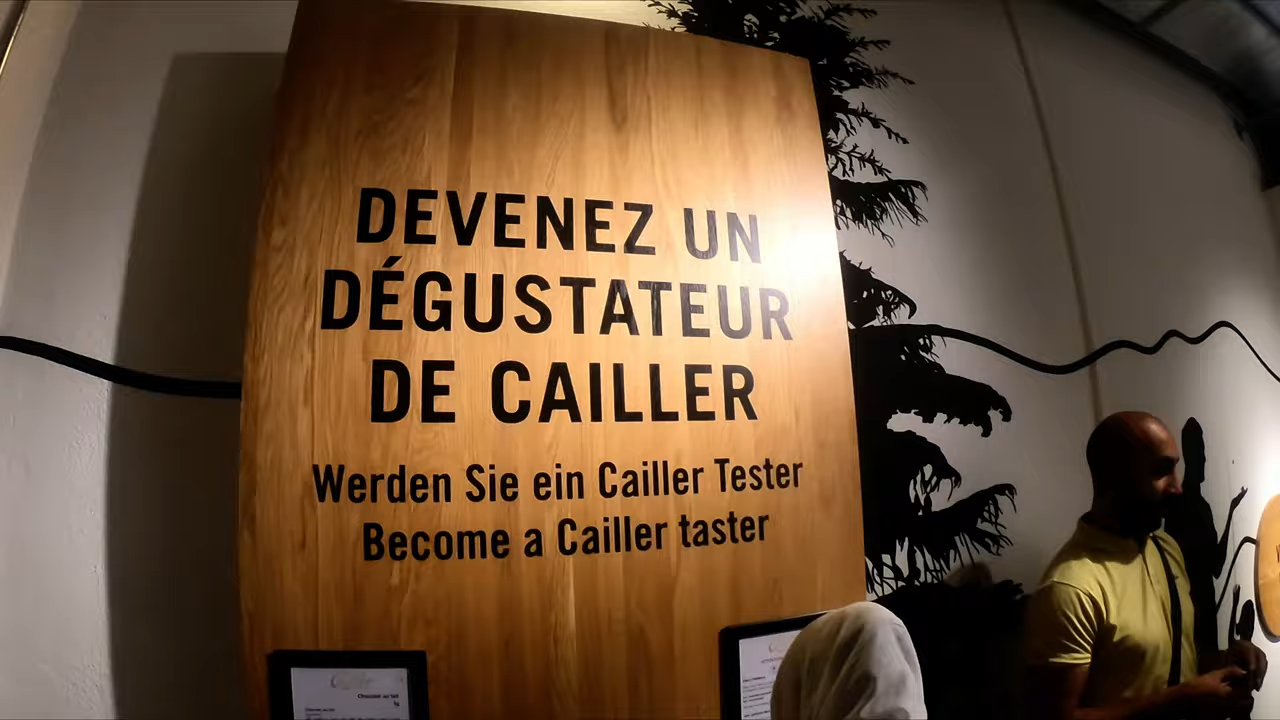 DEVENEZ UN
DÉGUSTATEUR
DE CAILLER
Werden Sie ein Cailler Tester
Become a Cailler taster